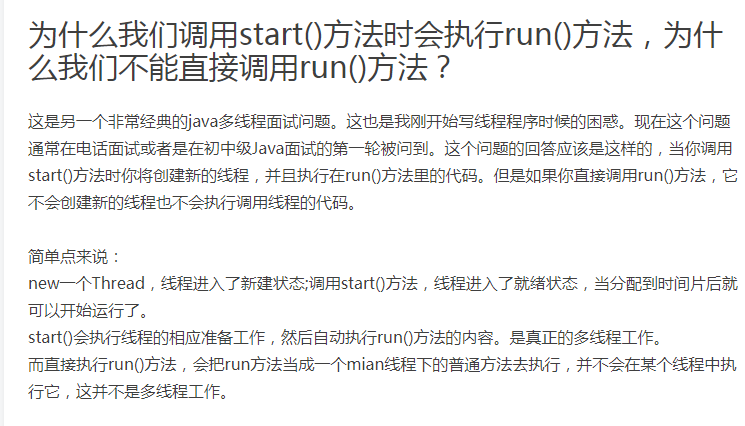 为什么我们调用start()方法时会执行run()方法，为什
么我们不能直接调用run()方法？
这是另一个非常经典的java多线程面试问题。这也是我刚开始写线程程序时候的困惑。现在这个问题
通常在电话面试或者是在初中级Java面试的第一轮被问到。这个问题的回答应该是这样的，当你调用
start()方法时你将创建新的线程，并且执行在run()方法里的代码。但是如果你直接调用run()方法，它
不会创建新的线程也不会执行调用线程的代码。
简单点来说：
new一个Thread，线程进入了新建状态;调用start()方法，线程进入了就绪状态，当分配到时间片后就
可以开始运行了。
start()会执行线程的相应准备工作，然后自动执行run()方法的内容。是真正的多线程工作。
而直接执行run()方法，会把run方法当成一个mian线程下的普通方法去执行，并不会在某个线程中执
行它，这并不是多线程工作。